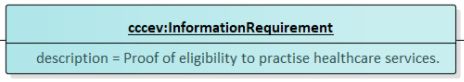 cccev:InformationRequirement
description = Proof of eligibility to practise healthcare services.